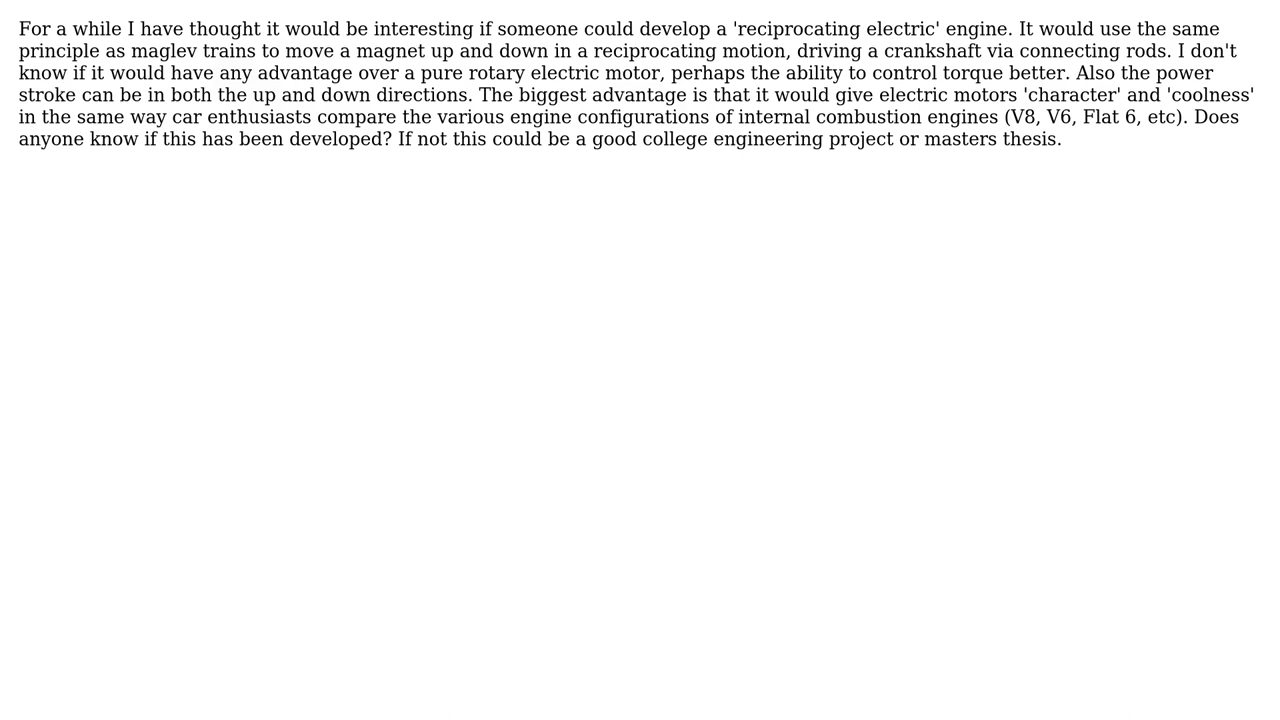 For a while I have thought it would be interesting if someone could develop a 'reciprocating electric' engine. It would use the same
principle as maglev trains to move a magnet up and down in a reciprocating motion, driving a crankshaft via connecting rods. I don't
know if it would have any advantage over a pure rotary electric motor, perhaps the ability to control torque better. Also the power
stroke can be in both the up and down directions. The biggest advantage is that it would give electric motors 'character' and 'coolness'
in the same way car enthusiasts compare the various engine configurations of internal combustion engines (V8, V6, Flat 6, etc). Does
anyone know if this has been developed? If not this could be a good college engineering project or masters thesis.